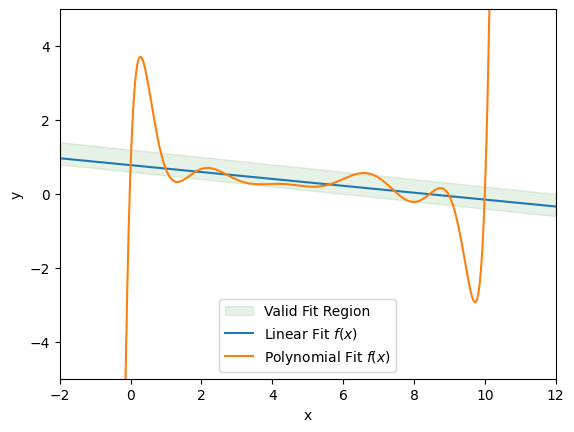 4
2
0
−2
−4
y
−2 0 2 4 6 8 10 12
x
Valid Fit Region
Linear Fit f(x)
Polynomial Fit f(x)